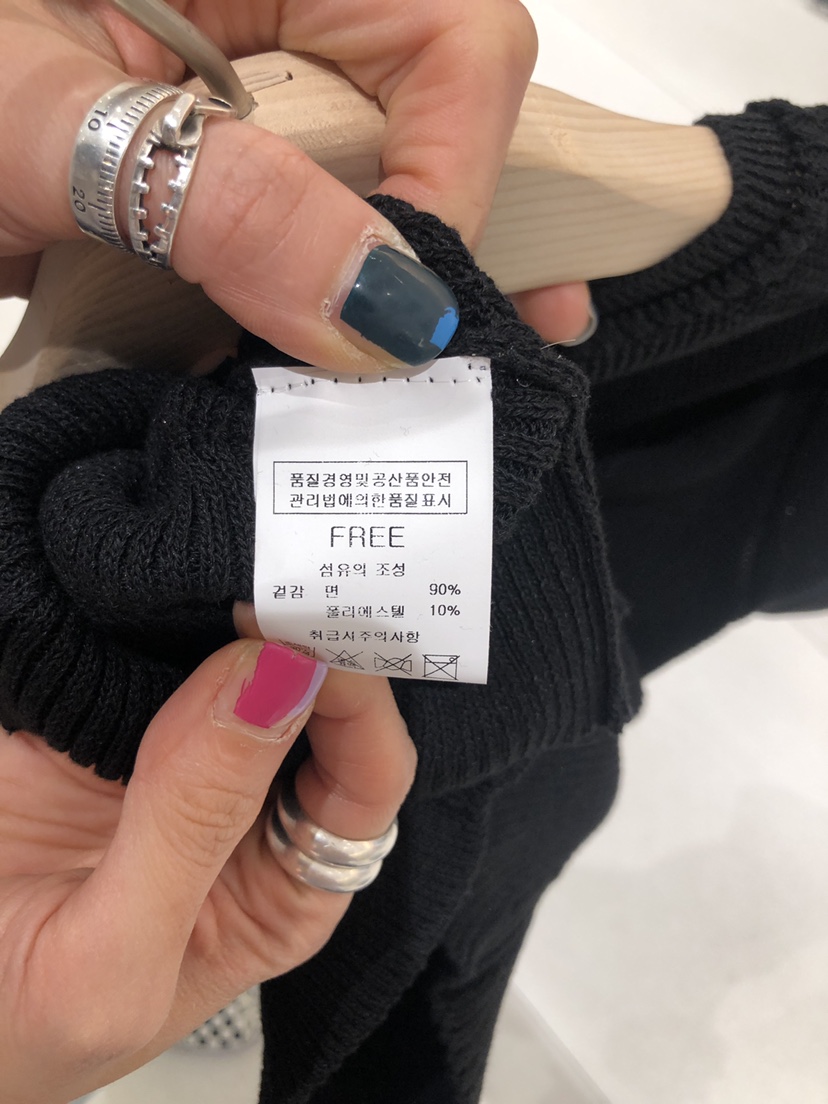 10
20
품질경영및공산품안전
관리법에의한품질표시
FREE
섬유의 조성
겉감 면 90%
폴리에스텔 10%
취급시주의사항